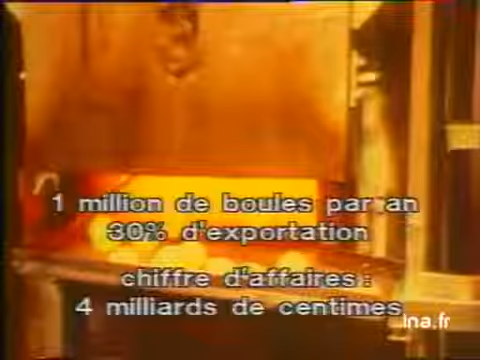 1 million de boules par an
30% d'exportation
chiffre d'affaires:
4 milliards de centimes
ina.fr